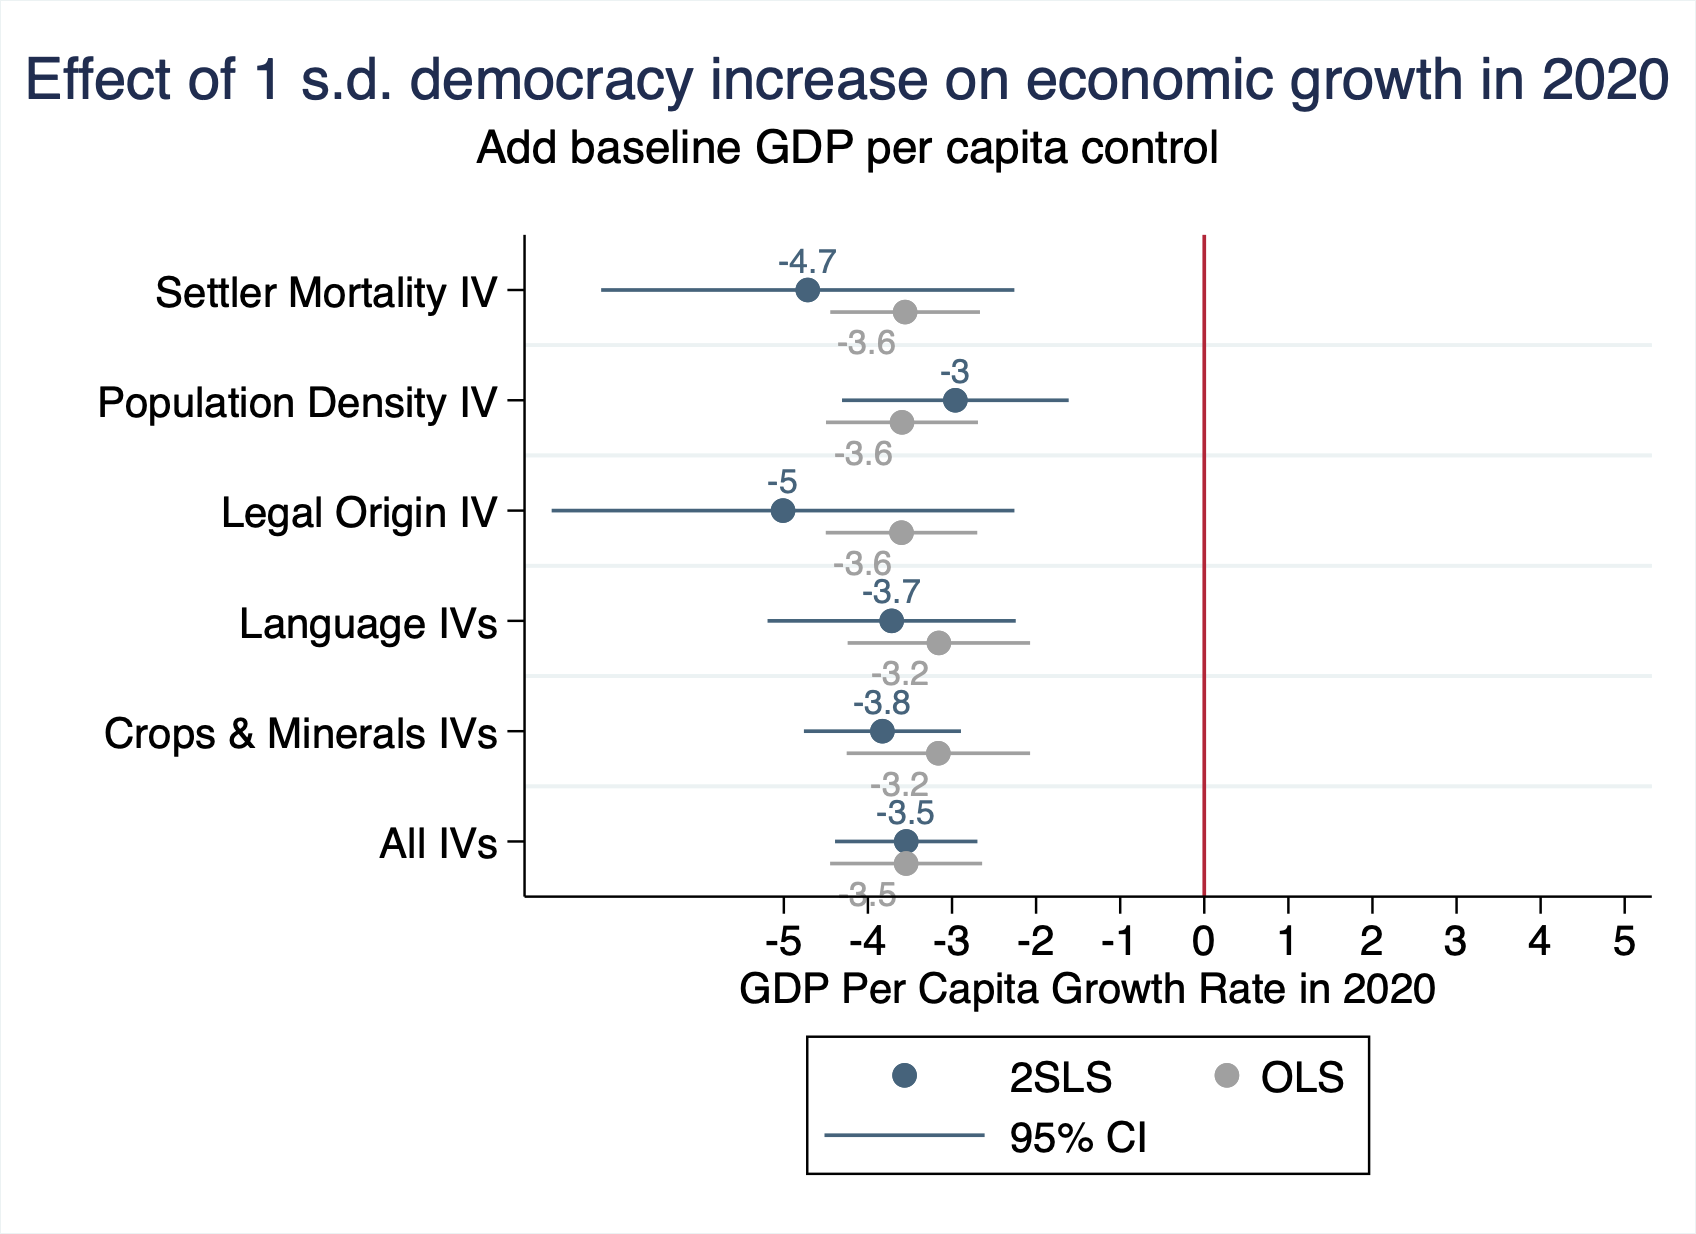 Effect of 1 s.d. democracy increase on economic growth in 2020
Add baseline GDP per capita control
Settler Mortality IV
-4.7
-3.6
Population Density IV
-3
-3.6
Legal Origin IV
-5
-3.6
Language IVs
-3.7
-3.2
Crops & Minerals IVs
-3.8
-3.2
All IVs
-3.5
-3.5
-5 -4 -3 -2 -1 0 1 2 3 4 5
GDP Per Capita Growth Rate in 2020
2SLS OLS
95% CI